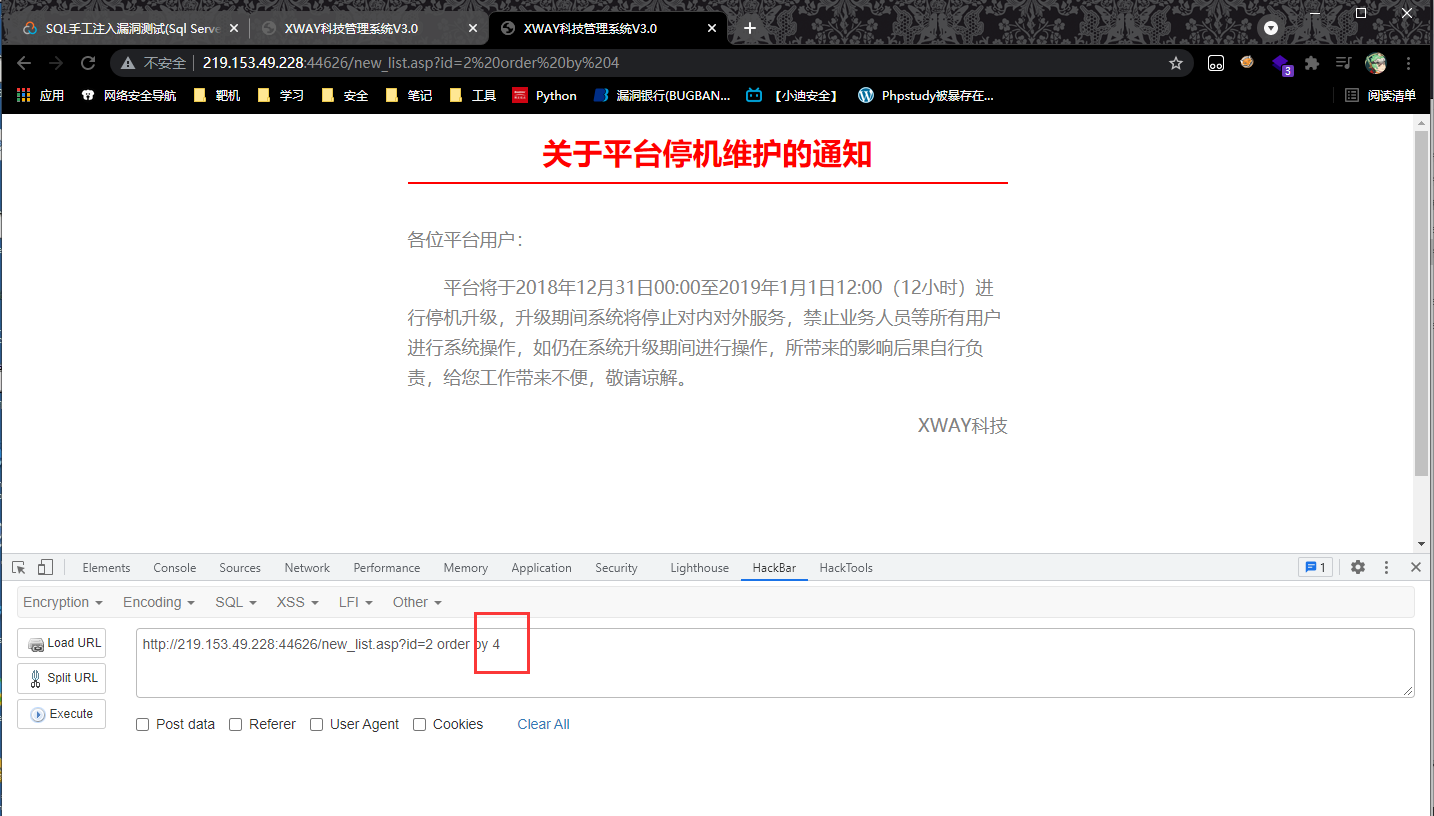 SQL手工注入漏洞测试(Sql Serve
XWAY科技管理系统V3.0
XWAY科技管理系统V3.0
不安全 219.153.49.228:44626/new_list.asp?id=2%20order%20by%204
3
应用 网络安全导航 靶机 学习 安全 笔记 工具 Python 漏洞银行(BUGBAN... 【小迪安全】 Phpstudy被暴存在... 阅读清单
关于平台停机维护的通知
各位平台用户：
平台将于2018年12月31日00:00至2019年1月1日12:00（12小时）进
行停机升级，升级期间系统将停止对内对外服务，禁止业务人员等所有用户
进行系统操作，如仍在系统升级期间进行操作，所带来的影响后果自行负
责，给您工作带来不便，敬请谅解。
XWAY科技
Elements Console Sources Network Performance Memory Application Security Lighthouse HackBar HackTools 1
Encryption Encoding SQL XSS LFI Other
Load URL
http://219.153.49.228:44626/new_list.asp?id=2 order by 4
Split URL
Execute
Post data Referer User Agent Cookies Clear All